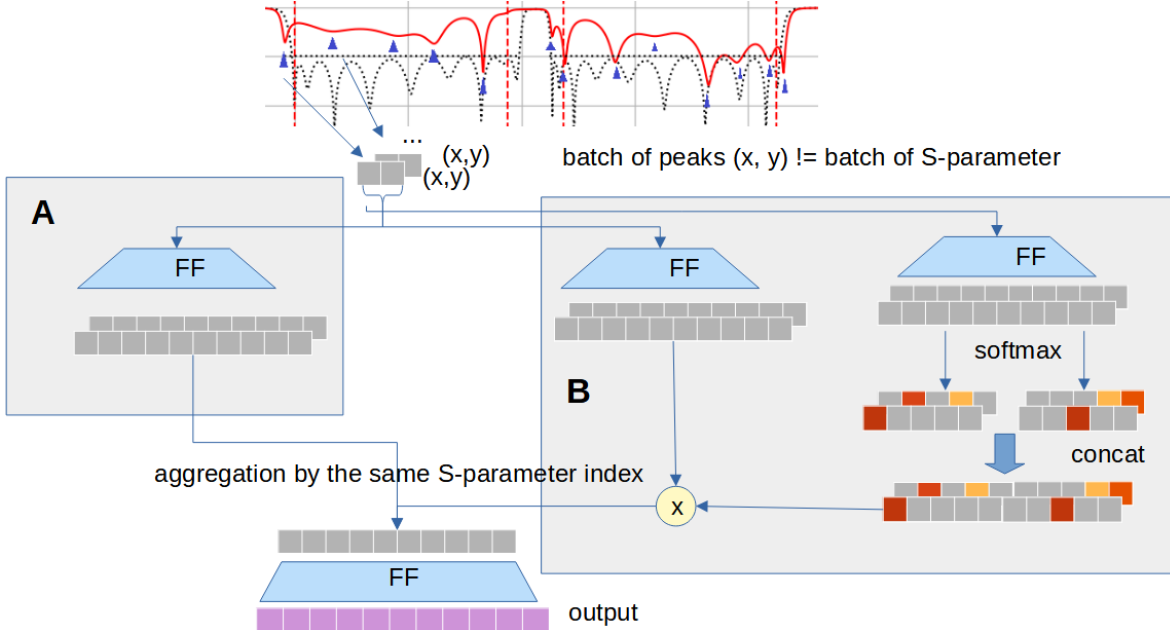 ...
(x,y)
(x,y)
batch of peaks (x, y) != batch of S-parameter
A
FF
FF
FF
softmax
B
concat
aggregation by the same S-parameter index
x
FF
output